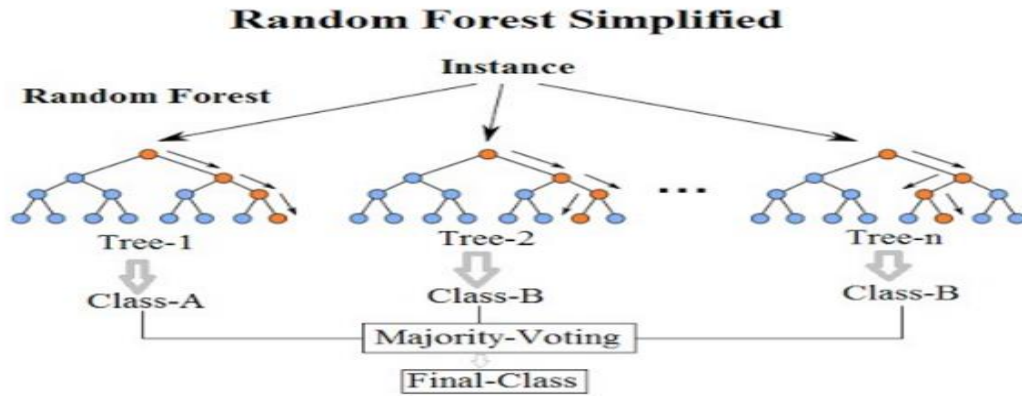 Random Forest Simplified
Instance
Random Forest
...
Tree-1
Tree-2
Tree-n
Class-A
Class-B
Class-B
Majority-Voting
Final-Class